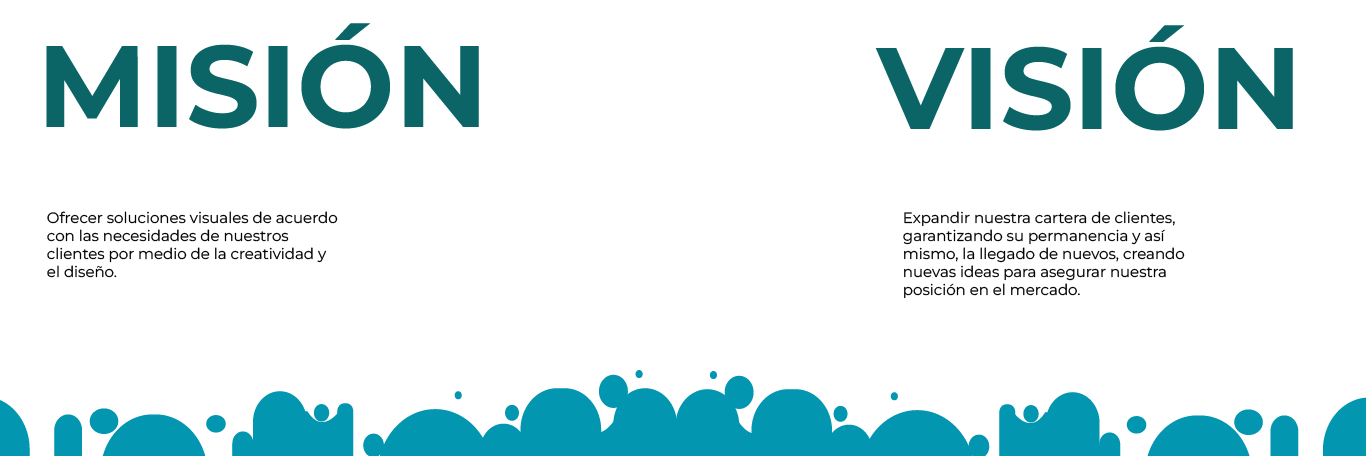 MISIÓN
Ofrecer soluciones visuales de acuerdo
con las necesidades de nuestros
clientes por medio de la creatividad y
el diseño.
VISIÓN
Expandir nuestra cartera de clientes,
garantizando su permanencia y así
mismo, la llegado de nuevos, creando
nuevas ideas para asegurar nuestra
posición en el mercado.